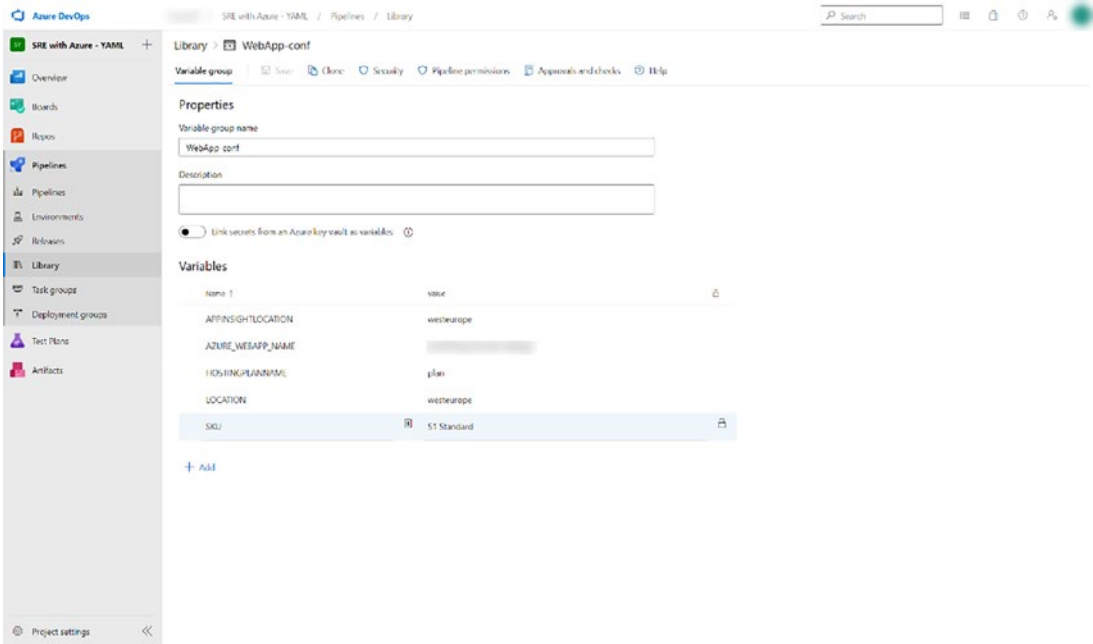 Azure DevOps
SRE with Azure - YAML / Pipelines / Library
Search
SRE with Azure - YAML
Library > WebApp-conf
Variable group Save Clone Security Pipeline permissions Approvals and checks Help
Overview
Boards
Repos
Pipelines
Pipelines
Environments
Releases
Library
Task groups
Deployment groups
Test Plans
Artifacts
Project settings
Properties
Variable group name
WebApp-conf
Description
Link secrets from an Azure key vault as variables
Variables
Name ↑ Value
APPINSIGHTLOCATION westeurope
AZURE_WEBAPP_NAME
HOSTINGPLANNAME plan
LOCATION westeurope
SKU S1 Standard
+ Add